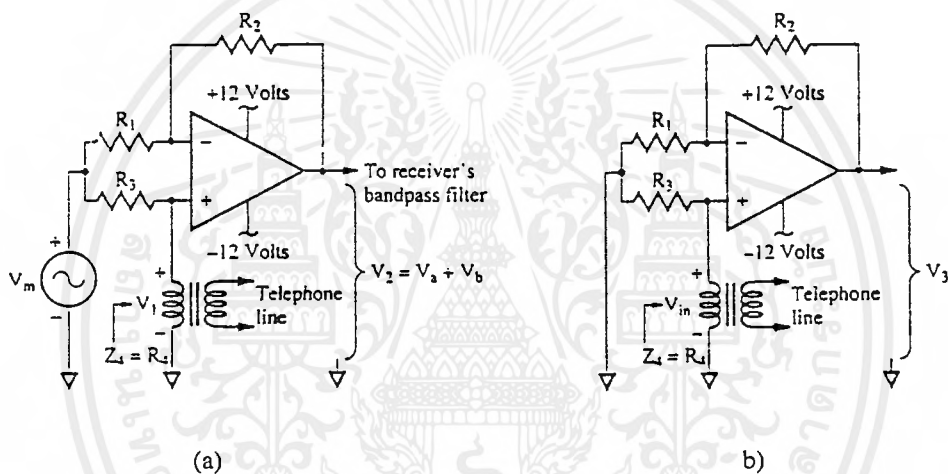 R₂
+12 Volts
R₁
−
R₃
+
−12 Volts
To receiver's
bandpass filter
+
Vₘ
−
+
V₁
−
Telephone
line
V₂ = Vₐ + V_b
(a)
R₂
+12 Volts
R₁
−
R₃
+
−12 Volts
+
Vᵢₙ
−
Telephone
line
V₃
b)